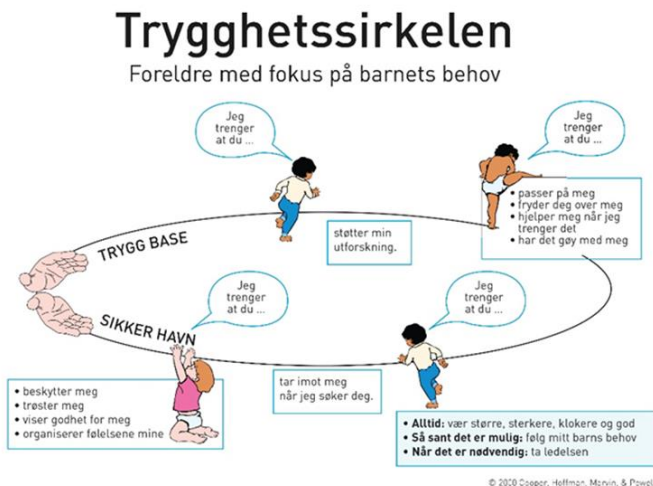 Trygghetssirkelen
Foreldre med fokus på barnets behov
Jeg
trenger
at du ...
Jeg
trenger
at du ...
• passer på meg
• fryder deg over meg
• hjelper meg når jeg
trenger det
• har det gøy med meg
støtter min
utforskning.
TRYGG BASE
SIKKER HAVN
Jeg
trenger
at du ...
Jeg
trenger
at du ...
• beskytter meg
• trøster meg
• viser godhet for meg
• organiserer følelsene mine
tar imot meg
når jeg søker deg.
• Alltid: vær større, sterkere, klokere og god
• Så sant det er mulig: følg mitt barns behov
• Når det er nødvendig: ta ledelsen
© 2000 Cooper, Hoffman, Marvin, & Powell